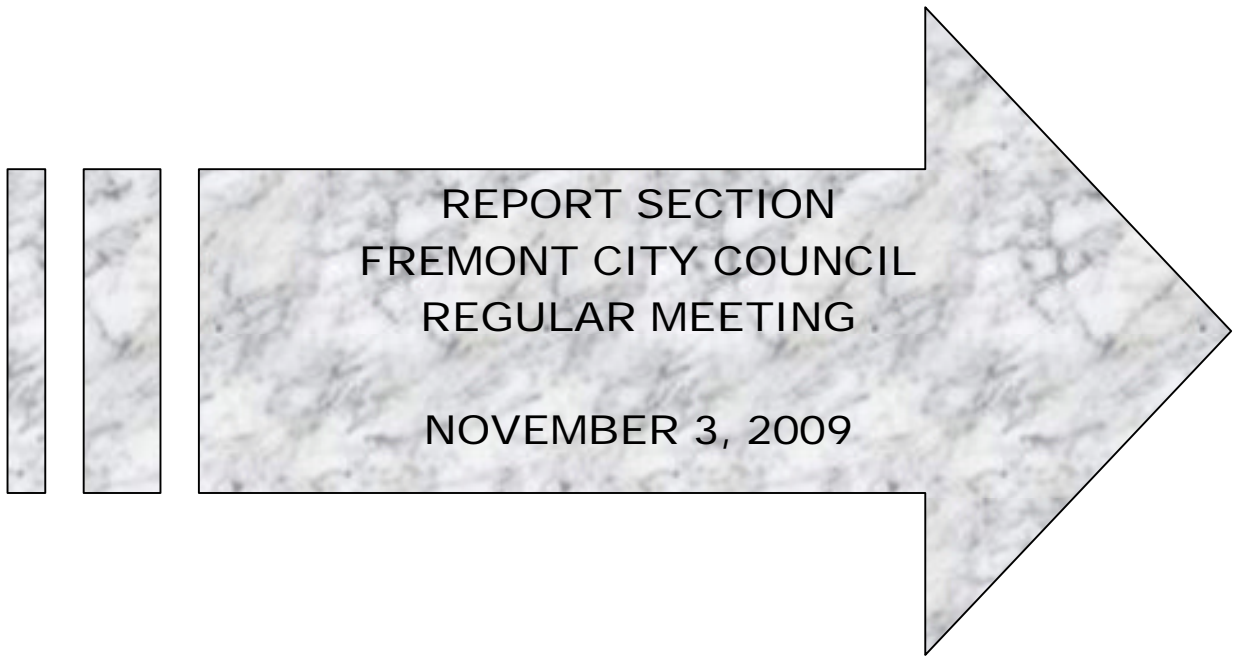 REPORT SECTION
FREMONT CITY COUNCIL
REGULAR MEETING
NOVEMBER 3, 2009